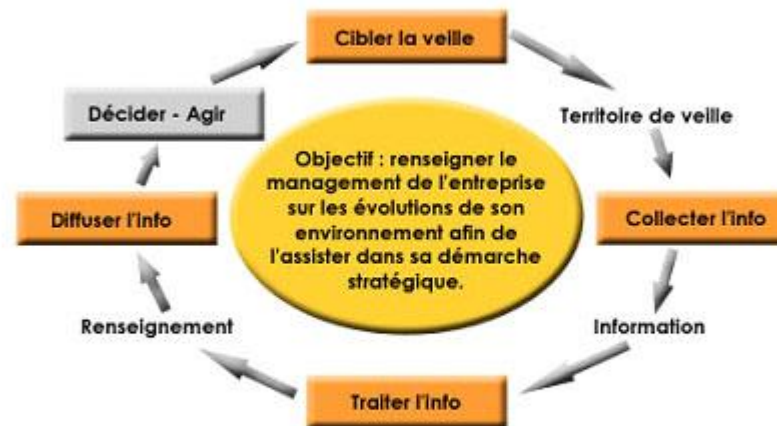 Cibler la veille
Territoire de veille
Collecter l'info
Information
Traiter l'info
Renseignement
Diffuser l'info
Décider - Agir
Objectif : renseigner le
management de l'entreprise
sur les évolutions de son
environnement afin de
l'assister dans sa démarche
stratégique.